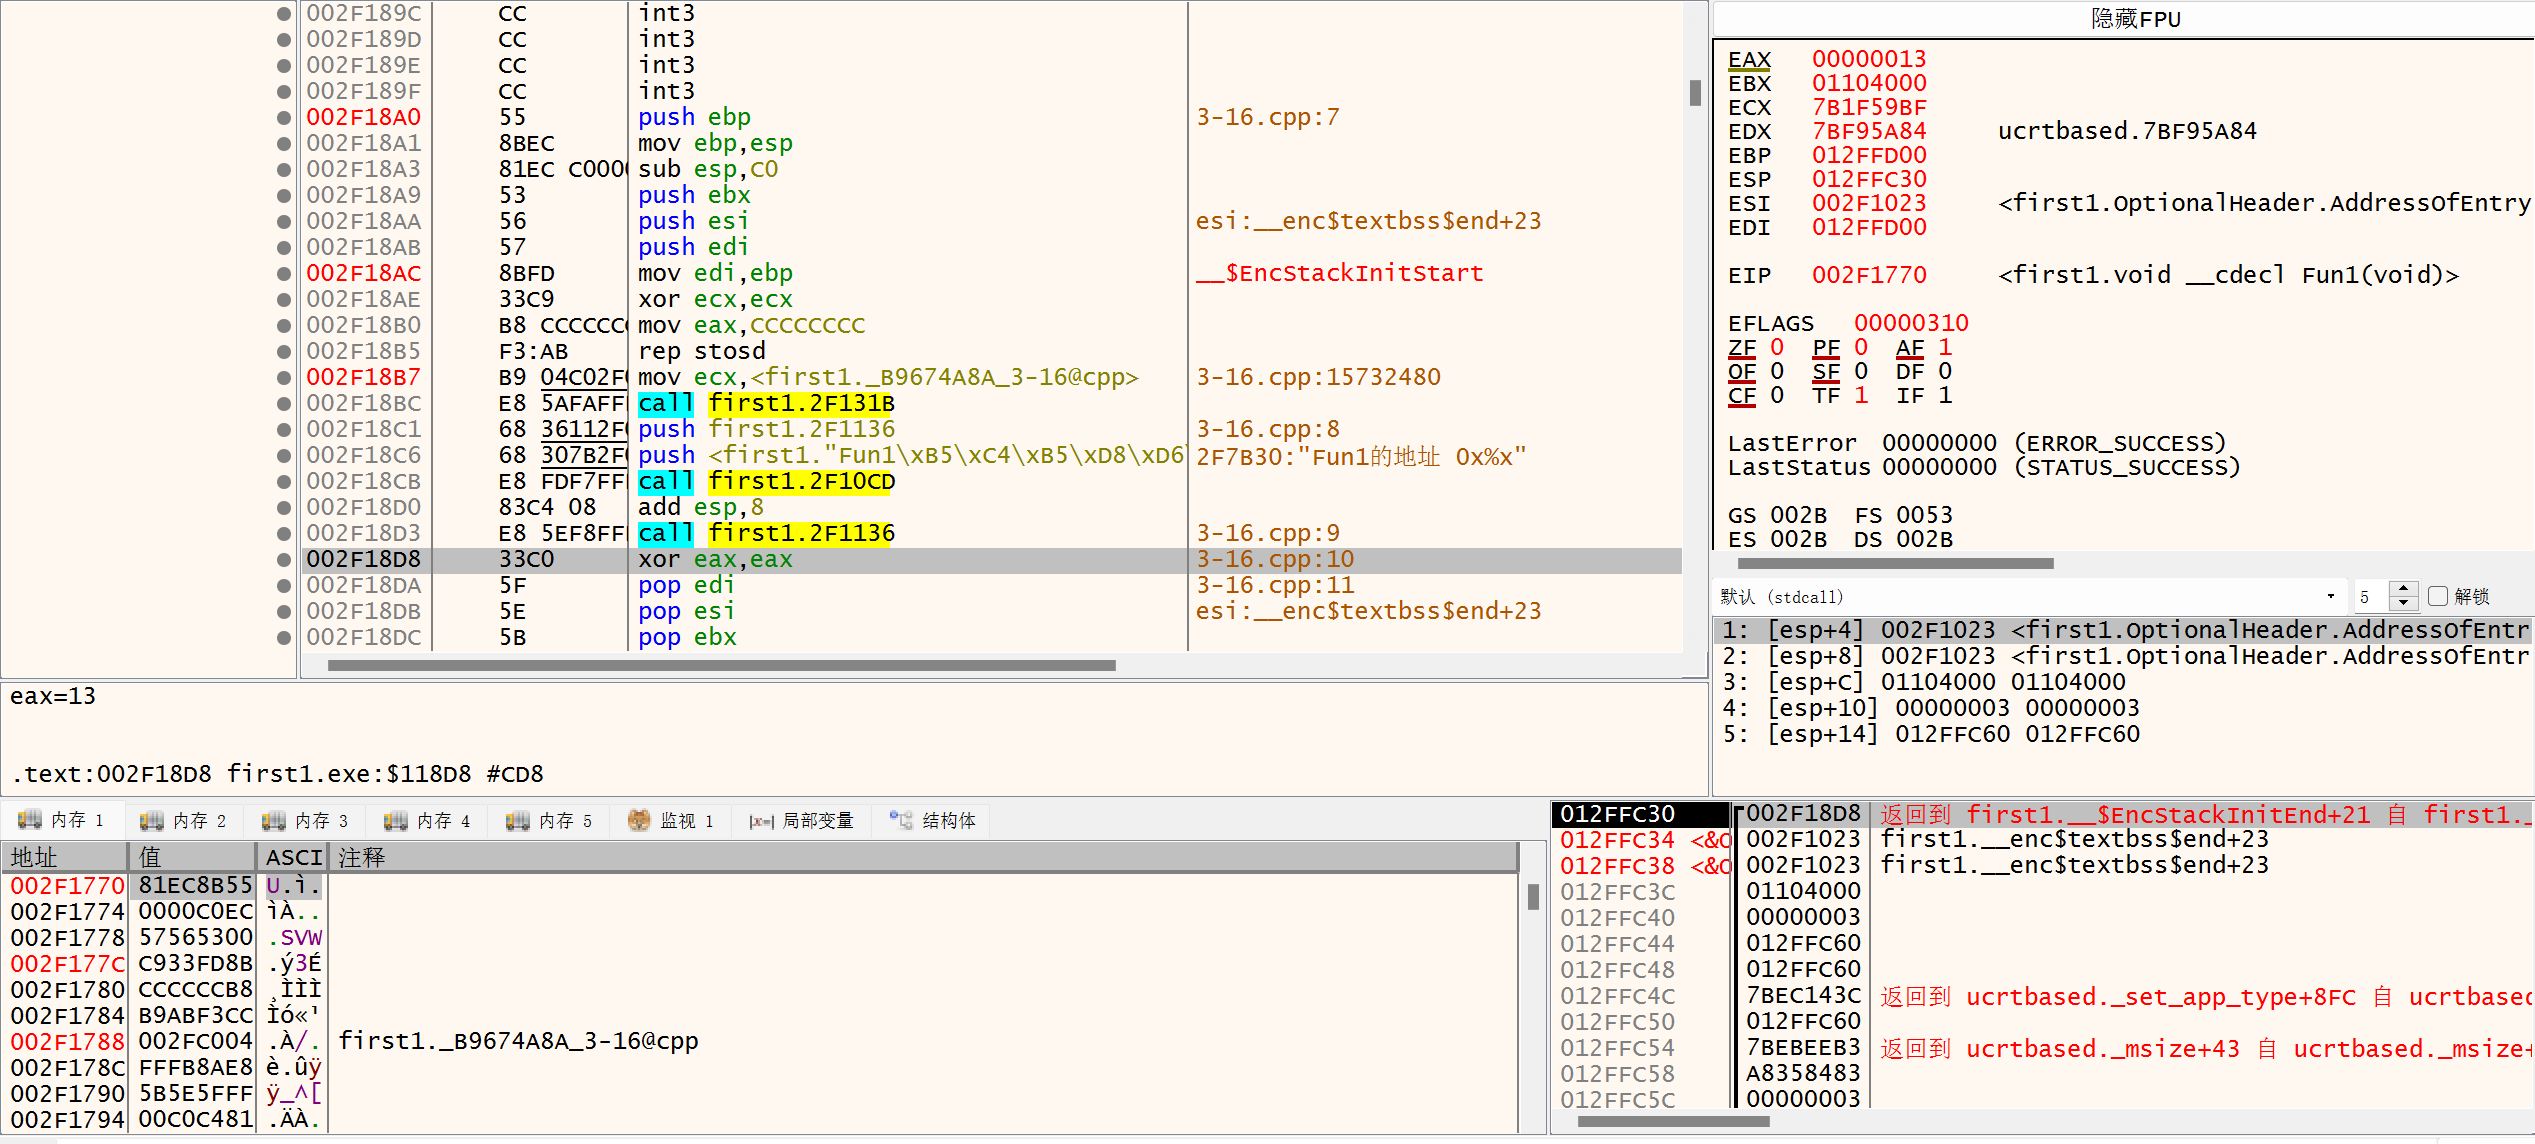 002F189C CC int3
002F189D CC int3
002F189E CC int3
002F189F CC int3
002F18A0 55 push ebp 3-16.cpp:7
002F18A1 8BEC mov ebp,esp
002F18A3 81EC C000 sub esp,C0
002F18A9 53 push ebx
002F18AA 56 push esi esi:__enc$textbss$end+23
002F18AB 57 push edi
002F18AC 8BFD mov edi,ebp __$EncStackInitStart
002F18AE 33C9 xor ecx,ecx
002F18B0 B8 CCCCCC mov eax,CCCCCCCC
002F18B5 F3:AB rep stosd
002F18B7 B9 04C02F mov ecx,<first1._B9674A8A_3-16@cpp> 3-16.cpp:15732480
002F18BC E8 5AFAFF call first1.2F131B
002F18C1 68 36112F push first1.2F1136 3-16.cpp:8
002F18C6 68 307B2F push <first1."Fun1\xB5\xC4\xB5\xD8\xD6\ 2F7B30:"Fun1的地址 0x%x"
002F18CB E8 FDF7FF call first1.2F10CD
002F18D0 83C4 08 add esp,8
002F18D3 E8 5EF8FF call first1.2F1136 3-16.cpp:9
002F18D8 33C0 xor eax,eax 3-16.cpp:10
002F18DA 5F pop edi 3-16.cpp:11
002F18DB 5E pop esi esi:__enc$textbss$end+23
002F18DC 5B pop ebx
隐藏FPU
EAX 00000013
EBX 01104000
ECX 7B1F59BF
EDX 7BF95A84 ucrtbased.7BF95A84
EBP 012FFD00
ESP 012FFC30
ESI 002F1023 <first1.OptionalHeader.AddressOfEntry
EDI 012FFD00
EIP 002F1770 <first1.void __cdecl Fun1(void)>
EFLAGS 00000310
ZF 0 PF 0 AF 1
OF 0 SF 0 DF 0
CF 0 TF 1 IF 1
LastError 00000000 (ERROR_SUCCESS)
LastStatus 00000000 (STATUS_SUCCESS)
GS 002B FS 0053
ES 002B DS 002B
默认 (stdcall) 5 解锁
1: [esp+4] 002F1023 <first1.OptionalHeader.AddressOfEntr
2: [esp+8] 002F1023 <first1.OptionalHeader.AddressOfEntr
3: [esp+C] 01104000 01104000
4: [esp+10] 00000003 00000003
5: [esp+14] 012FFC60 012FFC60
eax=13
.text:002F18D8 first1.exe:$118D8 #CD8
内存 1 内存 2 内存 3 内存 4 内存 5 监视 1 |x=| 局部变量 结构体
地址 值 ASCI 注释
002F1770 81EC8B55 U.ì.
002F1774 0000C0EC ìÀ..
002F1778 57565300 .SVW
002F177C C933FD8B .ý3É
002F1780 CCCCCCB8 ¸ÌÌÌ
002F1784 B9ABF3CC Ìó«¹
002F1788 002FC004 .À/. first1._B9674A8A_3-16@cpp
002F178C FFFB8AE8 è.ûÿ
002F1790 5B5E5FFF ÿ_^[
002F1794 00C0C481 .ÄÀ.
012FFC30 002F18D8 返回到 first1.__$EncStackInitEnd+21 自 first1._
012FFC34 <&O 002F1023 first1.__enc$textbss$end+23
012FFC38 <&O 002F1023 first1.__enc$textbss$end+23
012FFC3C 01104000
012FFC40 00000003
012FFC44 012FFC60
012FFC48 012FFC60
012FFC4C 7BEC143C 返回到 ucrtbased._set_app_type+8FC 自 ucrtbased
012FFC50 012FFC60
012FFC54 7BEBEEB3 返回到 ucrtbased._msize+43 自 ucrtbased._msize+
012FFC58 A8358483
012FFC5C 00000003